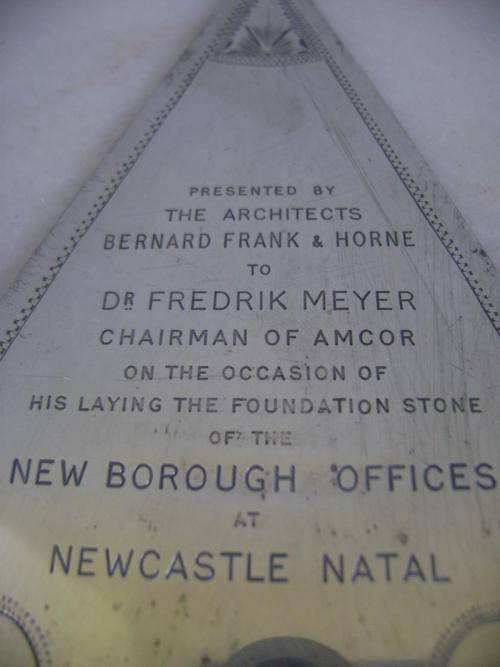 PRESENTED BY
THE ARCHITECTS
BERNARD FRANK & HORNE
TO
DR FREDRIK MEYER
CHAIRMAN OF AMCOR
ON THE OCCASION OF
HIS LAYING THE FOUNDATION STONE
OF THE
NEW BOROUGH OFFICES
AT
NEWCASTLE NATAL